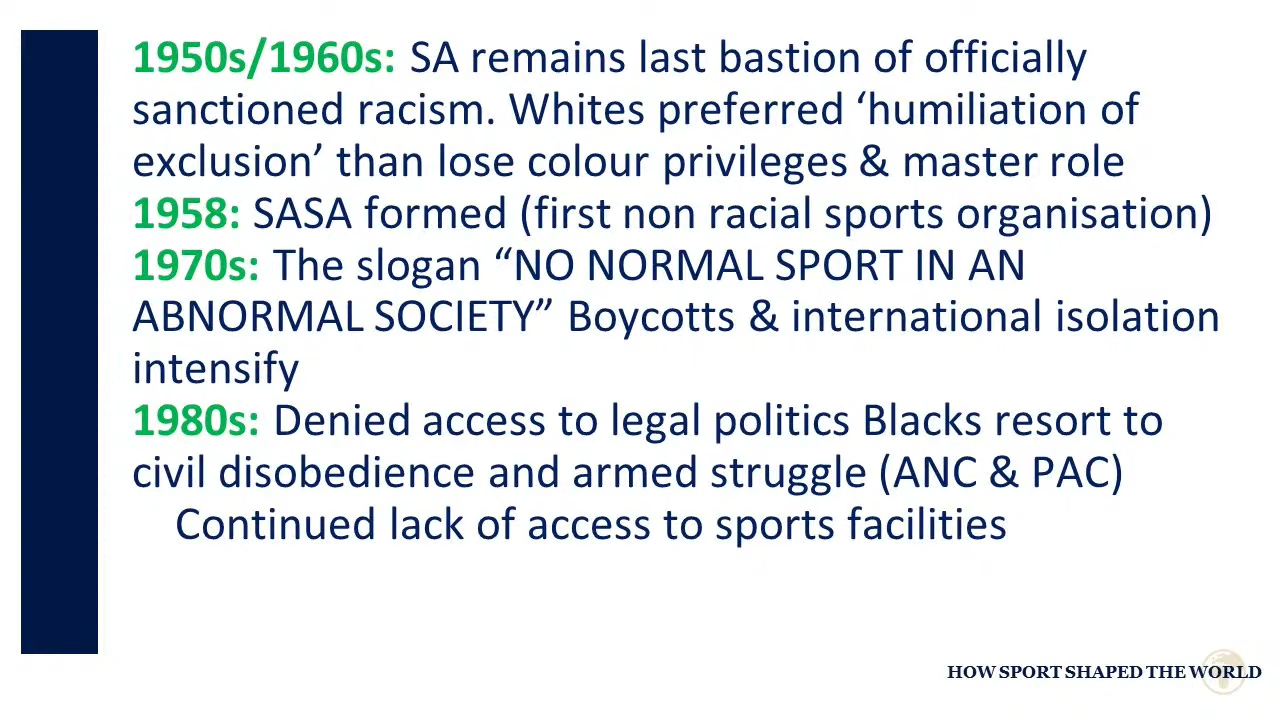 1950s/1960s: SA remains last bastion of officially
sanctioned racism. Whites preferred ‘humiliation of
exclusion’ than lose colour privileges & master role
1958: SASA formed (first non racial sports organisation)
1970s: The slogan “NO NORMAL SPORT IN AN
ABNORMAL SOCIETY” Boycotts & international isolation
intensify
1980s: Denied access to legal politics Blacks resort to
civil disobedience and armed struggle (ANC & PAC)
Continued lack of access to sports facilities
HOW SPORT SHAPED THE WORLD